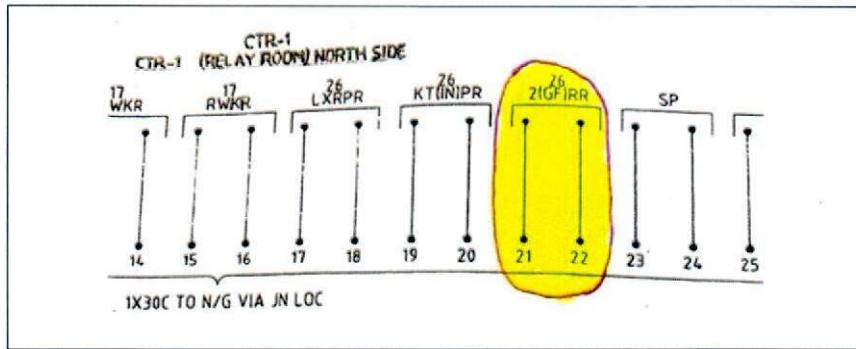 CTR-1
CTR-1 (RELAY ROOM) NORTH SIDE
17 17 26 26 26
WKR RWKR LXRPR KT(IN)PR 2(GF)RR SP
14 15 16 17 18 19 20 21 22 23 24 25
1X30C TO N/G VIA JN LOC